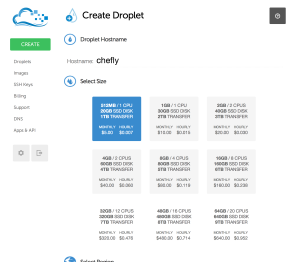 Create Droplet
CREATE
Droplets
Images
SSH Keys
Billing
Support
DNS
Apps & API
Droplet Hostname
Hostname: chefly
Select Size
512MB / 1 CPU
20GB SSD DISK
1TB TRANSFER
MONTHLY HOURLY
$5.00 $0.007
1GB / 1 CPU
30GB SSD DISK
2TB TRANSFER
MONTHLY HOURLY
$10.00 $0.015
2GB / 2 CPUS
40GB SSD DISK
3TB TRANSFER
MONTHLY HOURLY
$20.00 $0.030
4GB / 2 CPUS
60GB SSD DISK
4TB TRANSFER
MONTHLY HOURLY
$40.00 $0.060
8GB / 4 CPUS
80GB SSD DISK
5TB TRANSFER
MONTHLY HOURLY
$80.00 $0.119
16GB / 8 CPUS
160GB SSD DISK
6TB TRANSFER
MONTHLY HOURLY
$160.00 $0.238
32GB / 12 CPUS
320GB SSD DISK
7TB TRANSFER
MONTHLY HOURLY
$320.00 $0.476
48GB / 16 CPUS
480GB SSD DISK
8TB TRANSFER
MONTHLY HOURLY
$480.00 $0.714
64GB / 20 CPUS
640GB SSD DISK
9TB TRANSFER
MONTHLY HOURLY
$640.00 $0.952
Select Region